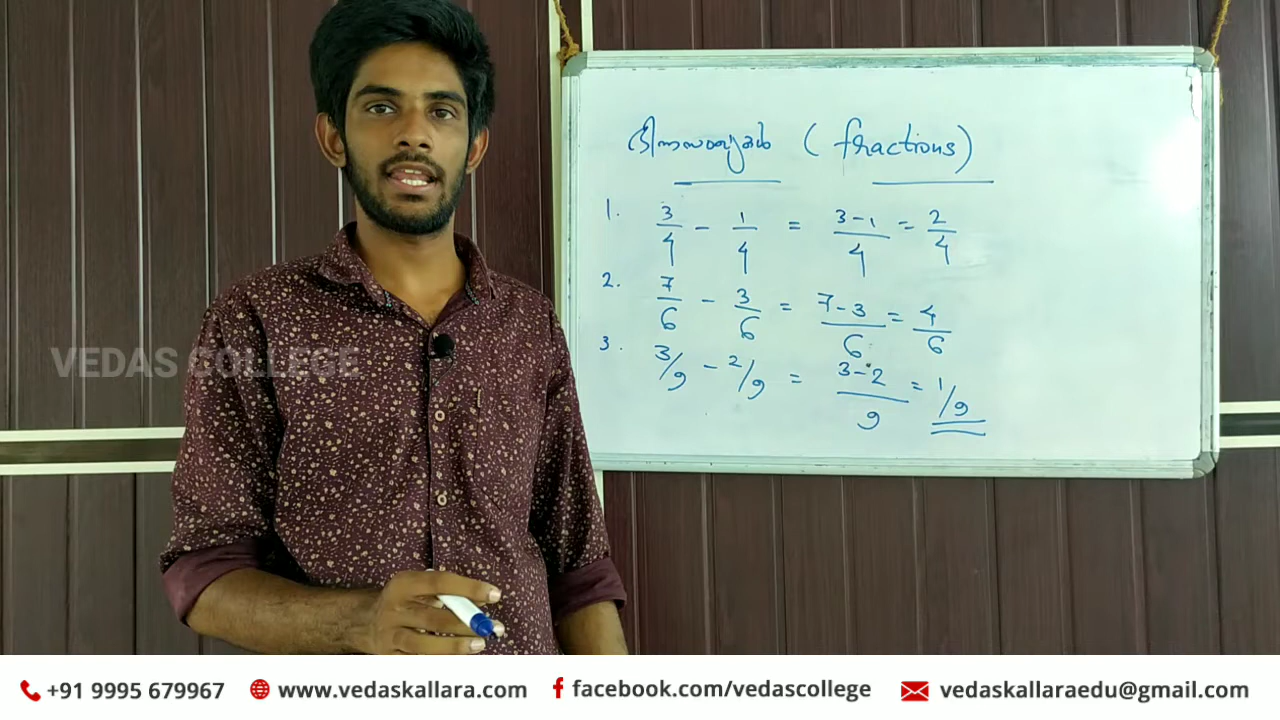 ഭിന്നസംഖ്യകൾ ( fractions )
1. 3/4 - 1/4 = 3-1/4 = 2/4
2. 7/6 - 3/6 = 7-3/6 = 4/6
3. 3/9 - 2/9 = 3-2/9 = 1/9
VEDAS COLLEGE
+91 9995 679967 www.vedaskallara.com facebook.com/vedascollege vedaskallaraedu@gmail.com